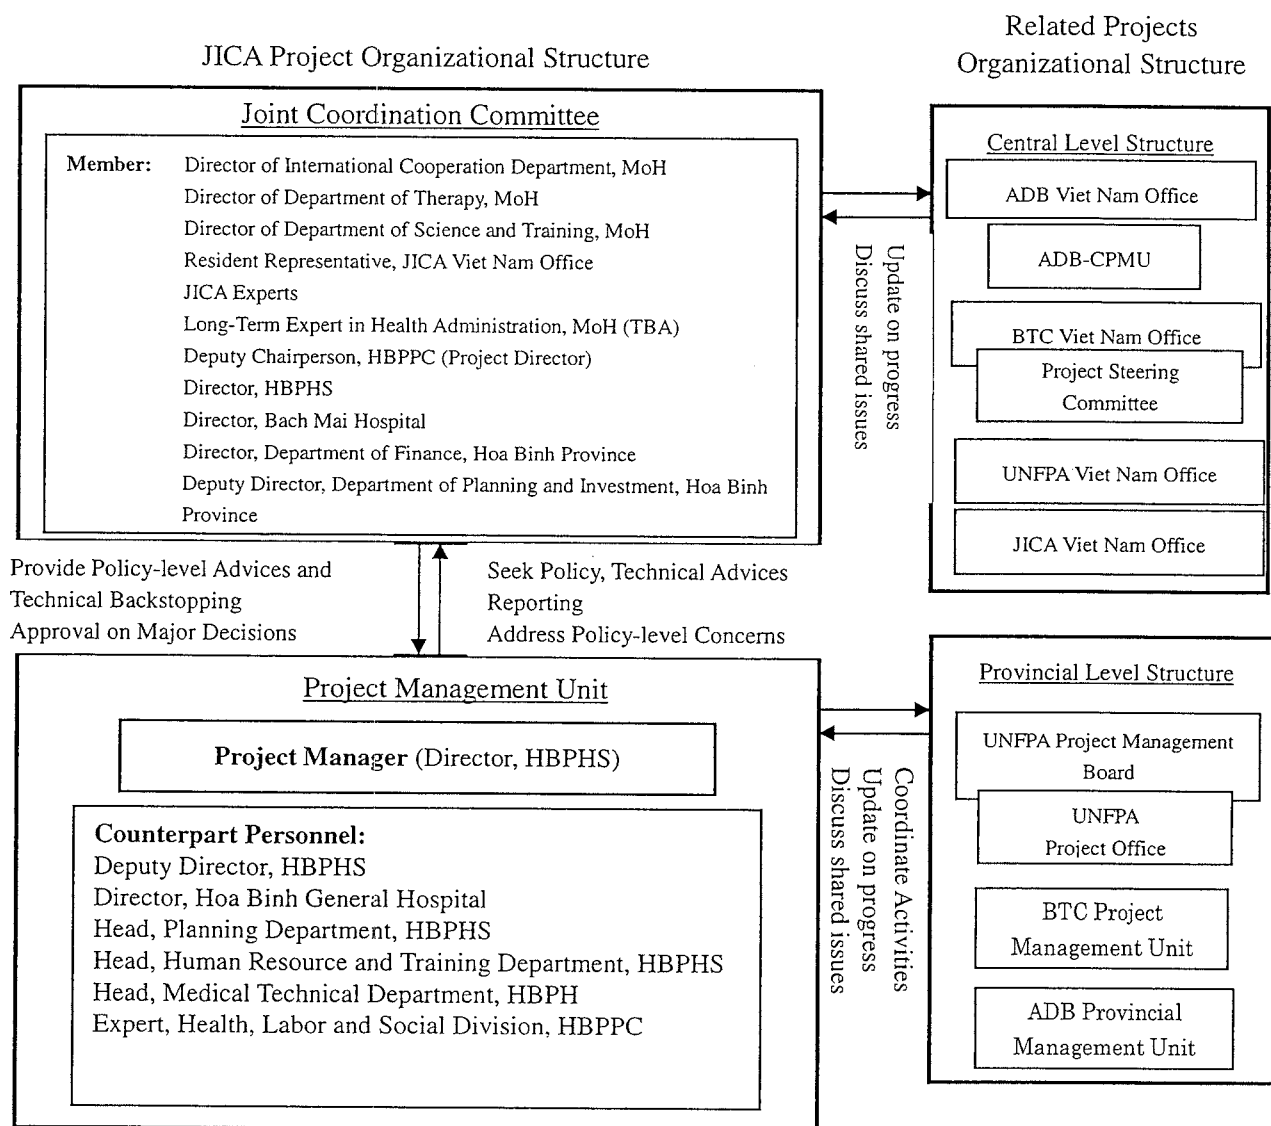 JICA Project Organizational Structure
Related Projects
Organizational Structure
Joint Coordination Committee
Member: Director of International Cooperation Department, MoH
Director of Department of Therapy, MoH
Director of Department of Science and Training, MoH
Resident Representative, JICA Viet Nam Office
JICA Experts
Long-Term Expert in Health Administration, MoH (TBA)
Deputy Chairperson, HBPPC (Project Director)
Director, HBPHS
Director, Bach Mai Hospital
Director, Department of Finance, Hoa Binh Province
Deputy Director, Department of Planning and Investment, Hoa Binh
Province
Update on progress
Discuss shared issues
Central Level Structure
ADB Viet Nam Office
ADB-CPMU
BTC Viet Nam Office
Project Steering
Committee
UNFPA Viet Nam Office
JICA Viet Nam Office
Provide Policy-level Advices and
Technical Backstopping
Approval on Major Decisions
Seek Policy, Technical Advices
Reporting
Address Policy-level Concerns
Project Management Unit
Project Manager (Director, HBPHS)
Counterpart Personnel:
Deputy Director, HBPHS
Director, Hoa Binh General Hospital
Head, Planning Department, HBPHS
Head, Human Resource and Training Department, HBPHS
Head, Medical Technical Department, HBPH
Expert, Health, Labor and Social Division, HBPPC
Coordinate Activities
Update on progress
Discuss shared issues
Provincial Level Structure
UNFPA Project Management
Board
UNFPA
Project Office
BTC Project
Management Unit
ADB Provincial
Management Unit